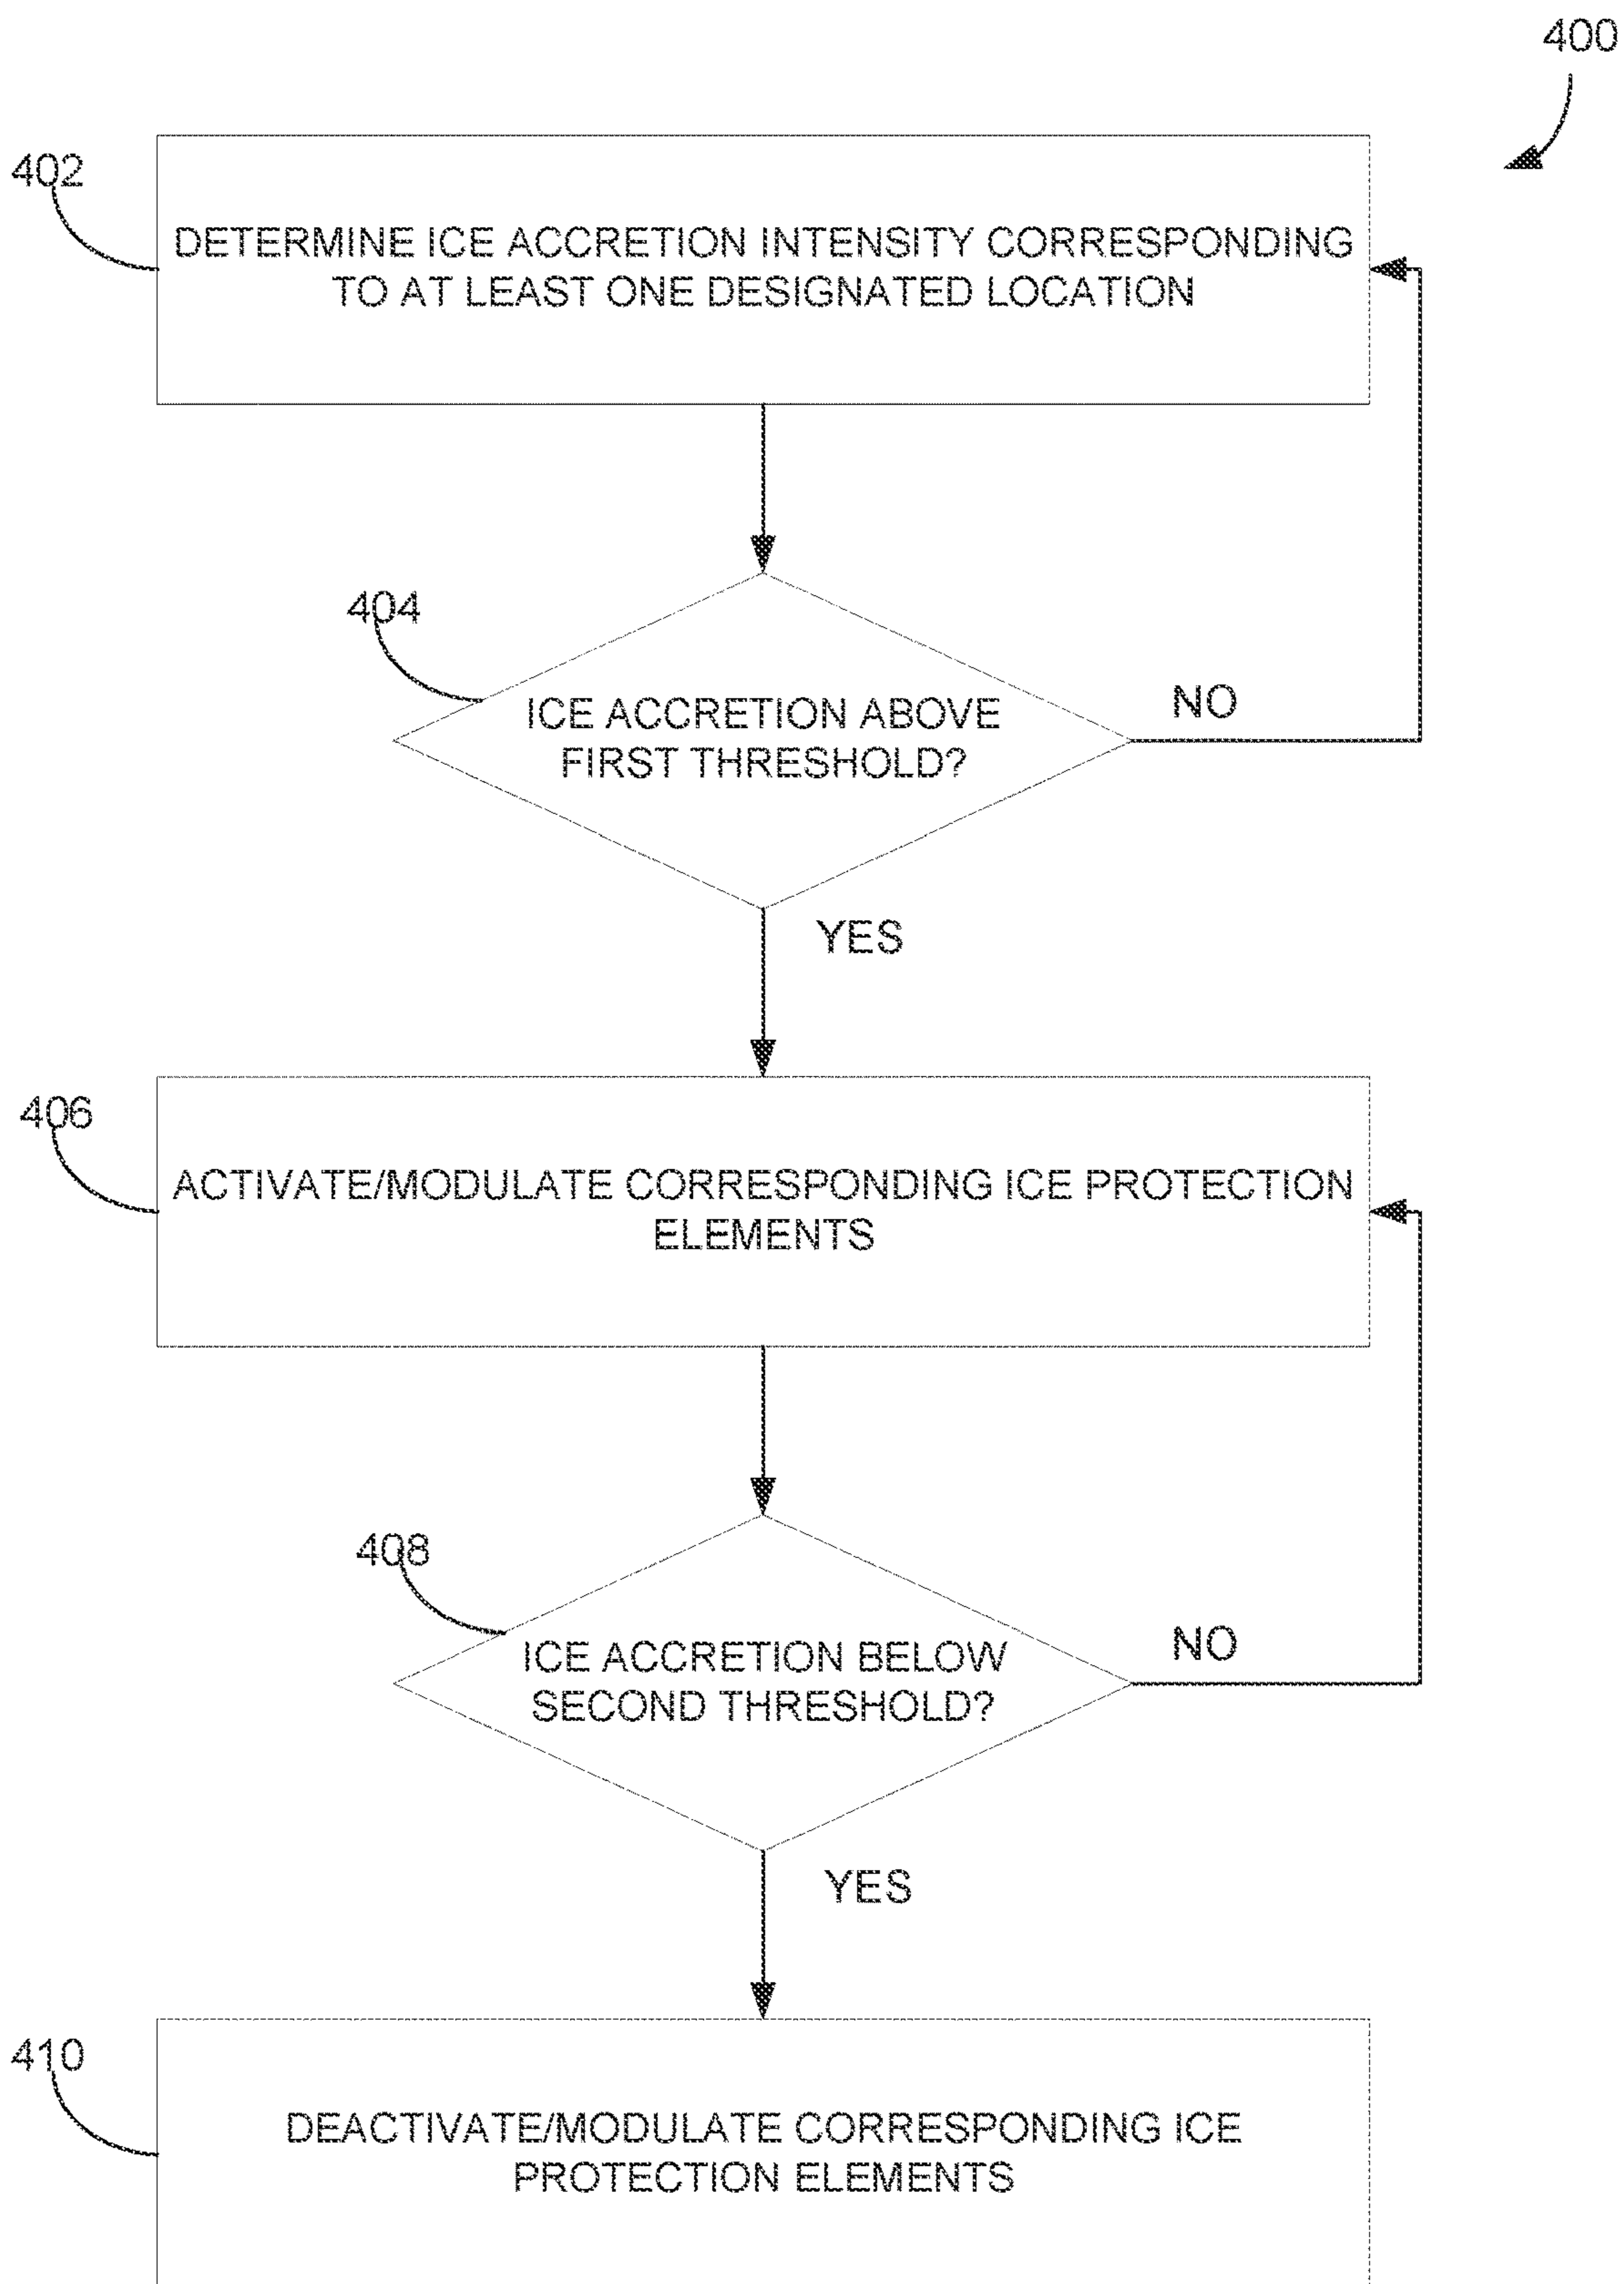 400
402
DETERMINE ICE ACCRETION INTENSITY CORRESPONDING
TO AT LEAST ONE DESIGNATED LOCATION
404
ICE ACCRETION ABOVE
FIRST THRESHOLD?
NO
YES
406
ACTIVATE/MODULATE CORRESPONDING ICE PROTECTION
ELEMENTS
408
ICE ACCRETION BELOW
SECOND THRESHOLD?
NO
YES
410
DEACTIVATE/MODULATE CORRESPONDING ICE
PROTECTION ELEMENTS